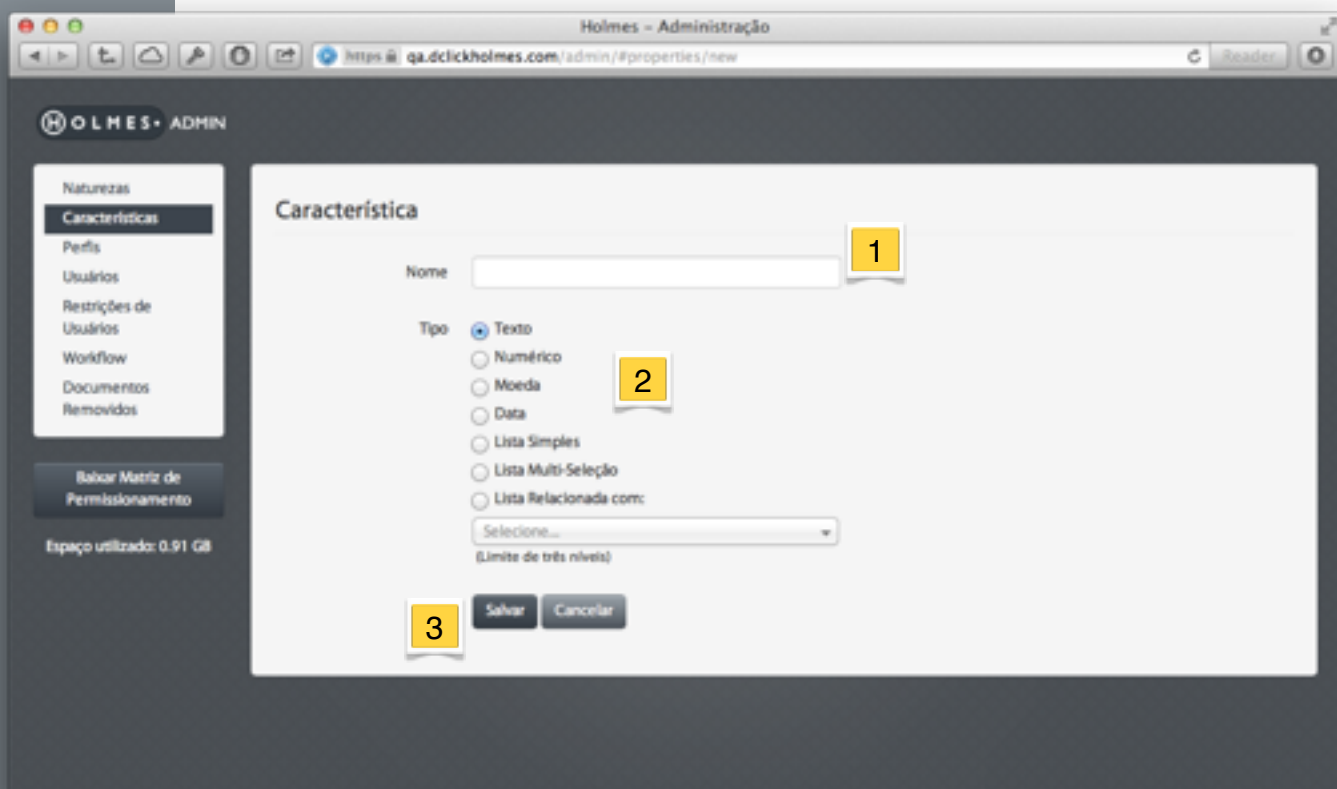 Holmes – Administração
https qa.dclickholmes.com/admin/#properties/new
Reader
HOLMES• ADMIN
Naturezas
Características
Perfis
Usuários
Restrições de
Usuários
Workflow
Documentos
Removidos
Baixar Matriz de
Permissionamento
Espaço utilizado: 0.91 GB
Característica
1
Nome
Tipo
Texto
Numérico
2
Moeda
Data
Lista Simples
Lista Multi-Seleção
Lista Relacionada com:
Selecione...
(Limite de três níveis)
3
Salvar Cancelar